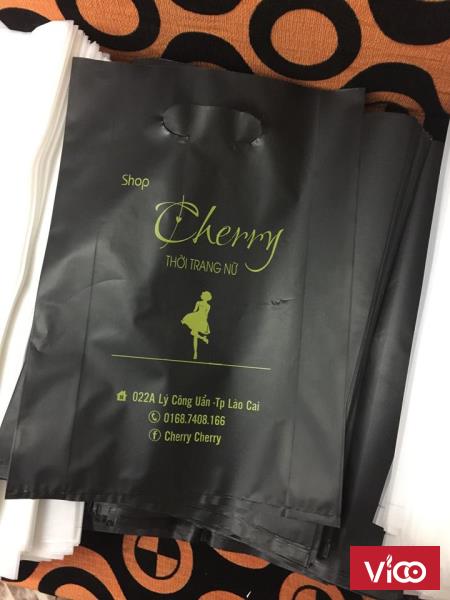 Shop
Cherry
THỜI TRANG NỮ
022A Lý Công Uẩn -Tp Lào Cai
0168.7408.166
f Cherry Cherry
ViCO